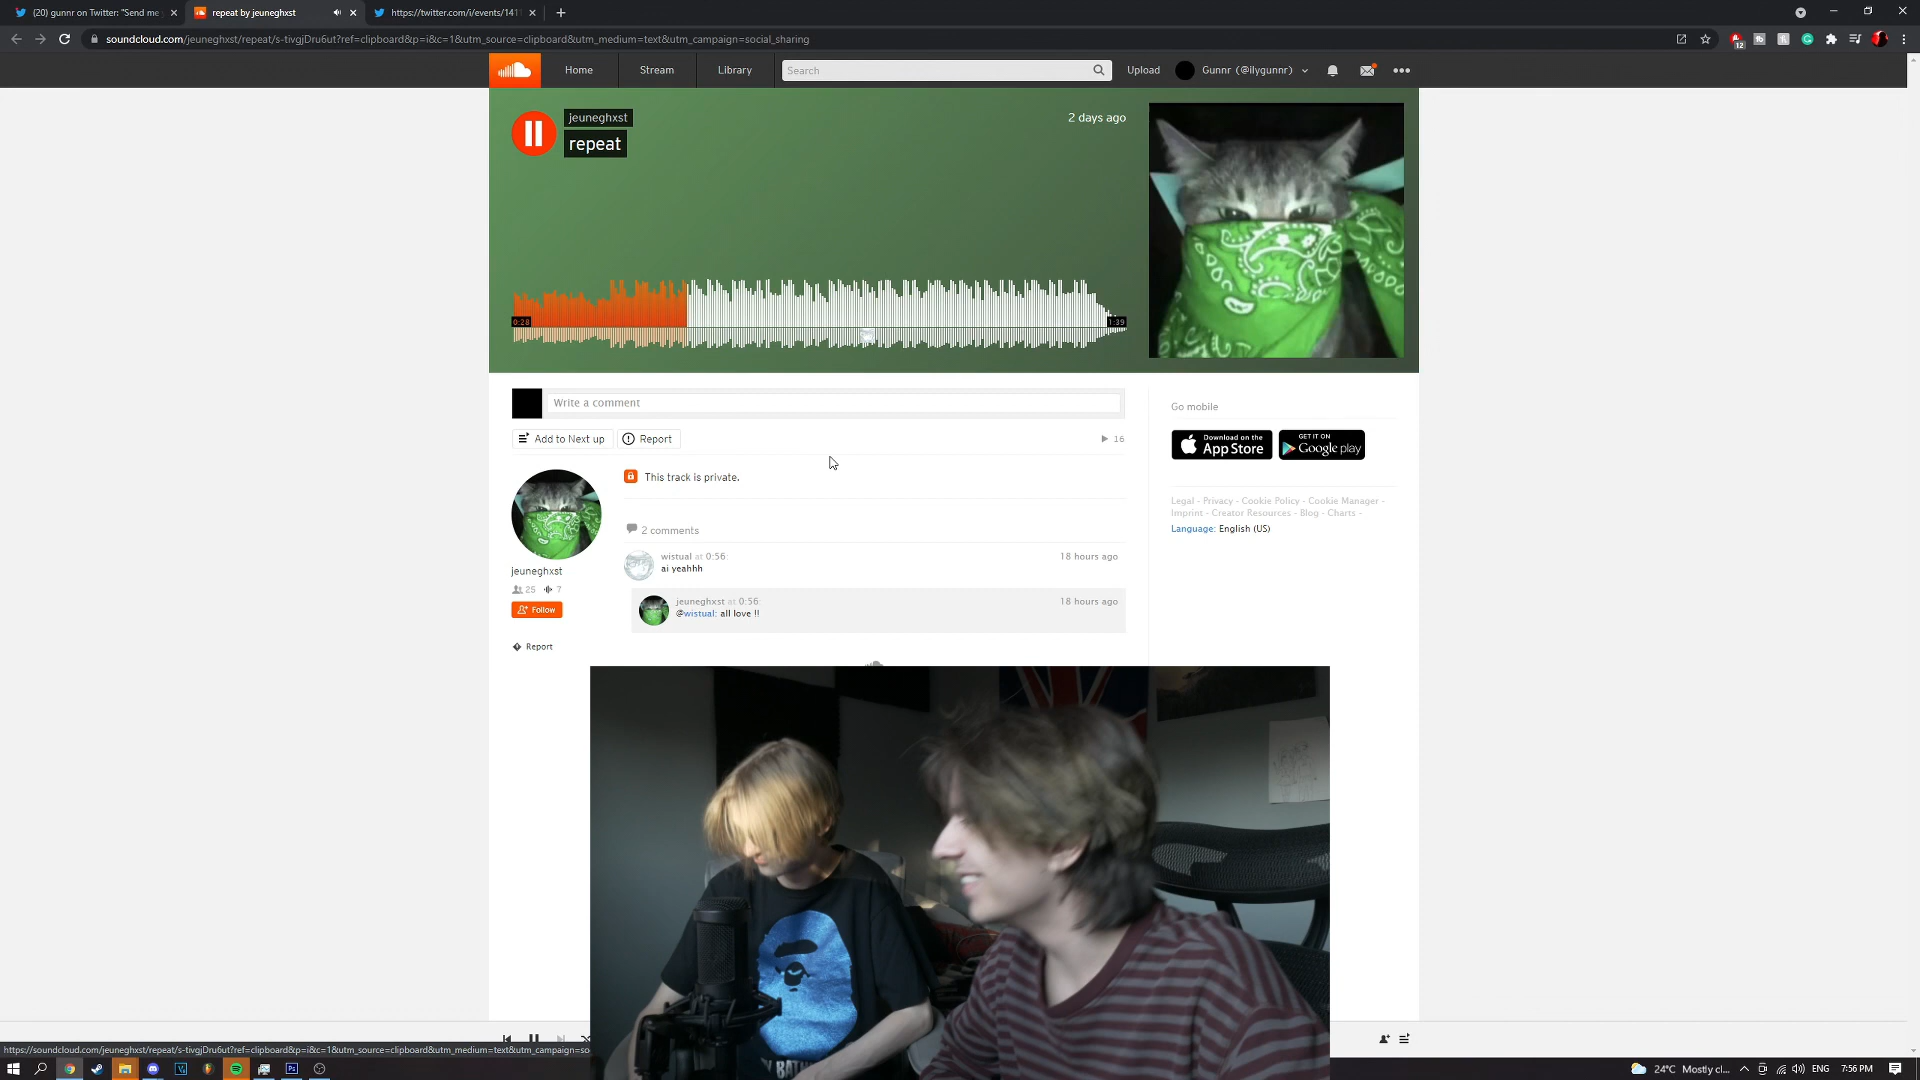 (20) gunnr on Twitter: "Send me
repeat by jeuneghxst
https://twitter.com/i/events/141
soundcloud.com/jeuneghxst/repeat/s-tivgjDru6ut?ref=clipboard&p=i&c=1&utm_source=clipboard&utm_medium=text&utm_campaign=social_sharing
12
Home
Stream
Library
Search
Upload
Gunnr (@ilygunnr)
jeuneghxst
repeat
2 days ago
0:28
1:39
Write a comment
Add to Next up
Report
16
This track is private.
2 comments
wistual at 0:56:
18 hours ago
ai yeahhh
jeuneghxst at 0:56:
18 hours ago
@wistual: all love !!
jeuneghxst
25
7
Follow
Report
Go mobile
Download on the
App Store
GET IT ON
Google play
Legal - Privacy - Cookie Policy - Cookie Manager -
Imprint - Creator Resources - Blog - Charts -
Language: English (US)
https://soundcloud.com/jeuneghxst/repeat/s-tivgjDru6ut?ref=clipboard&p=i&c=1&utm_source=clipboard&utm_medium=text&utm_campaign=so
24°C Mostly cl...
ENG
7:56 PM